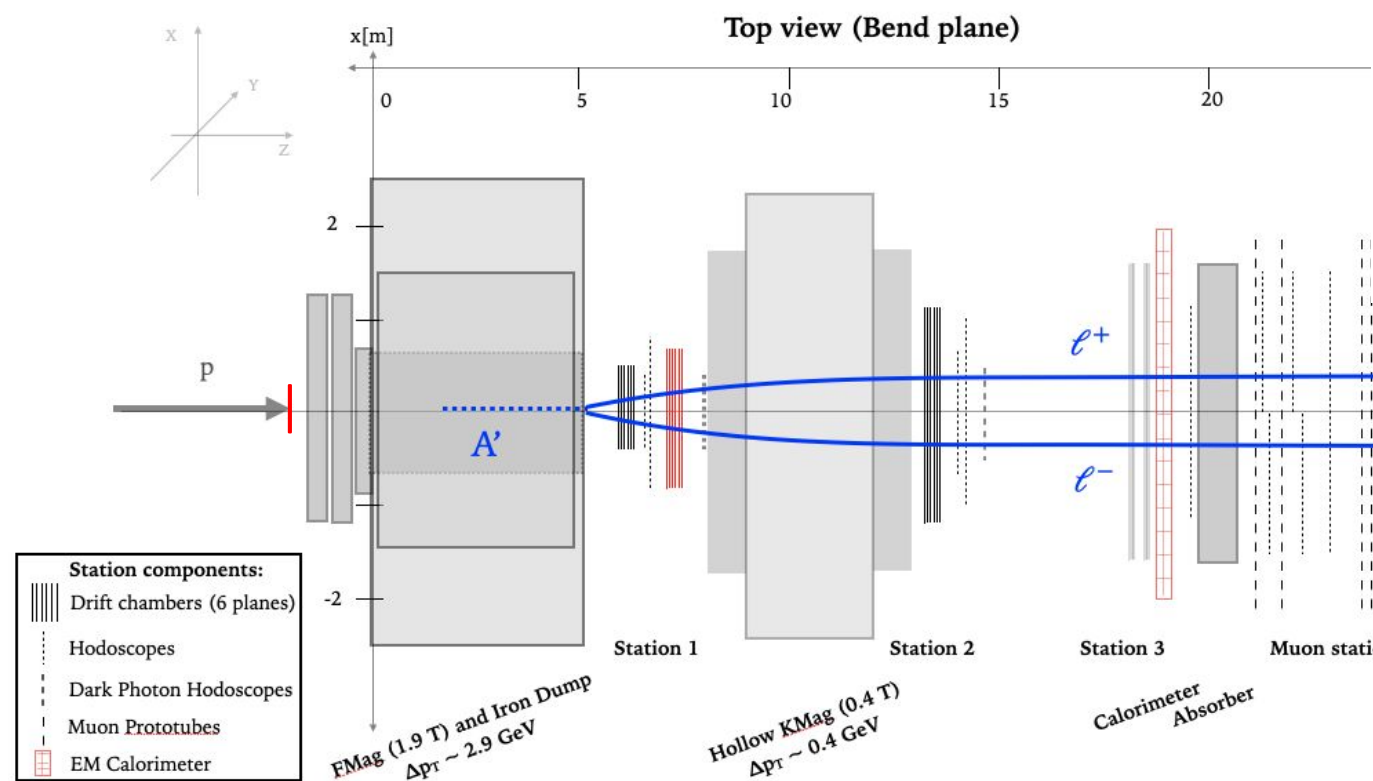 Top view (Bend plane)
x[m]
0
5
10
15
20
X
Y
Z
2
-2
p
A’
ℓ+
ℓ−
Station 1
Station 2
Station 3
Muon stati
FMag (1.9 T) and Iron Dump
ΔpT ~ 2.9 GeV
Hollow KMag (0.4 T)
ΔpT ~ 0.4 GeV
Calorimeter
Absorber
Station components:
Drift chambers (6 planes)
Hodoscopes
Dark Photon Hodoscopes
Muon Prototubes
EM Calorimeter